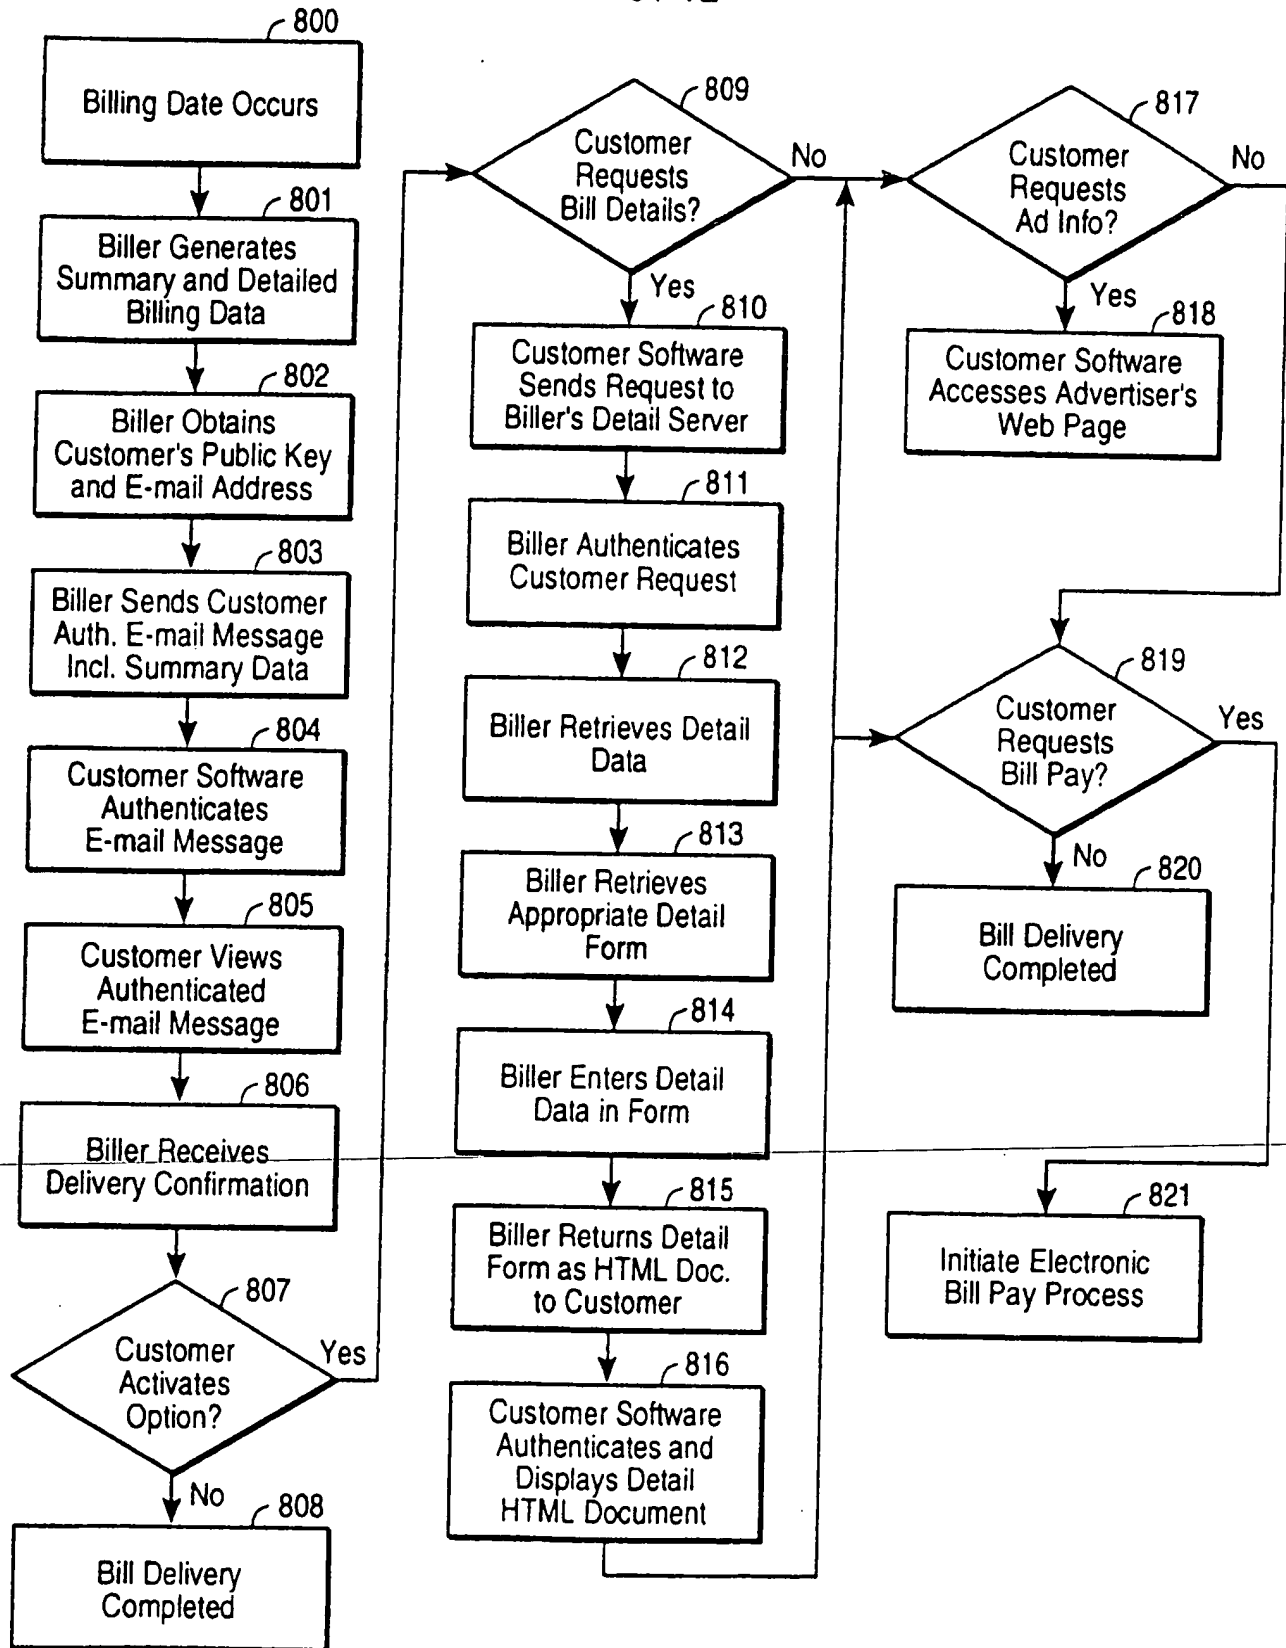 800
Billing Date Occurs
801
Biller Generates
Summary and Detailed
Billing Data
802
Biller Obtains
Customer's Public Key
and E-mail Address
803
Biller Sends Customer
Auth. E-mail Message
Incl. Summary Data
804
Customer Software
Authenticates
E-mail Message
805
Customer Views
Authenticated
E-mail Message
806
Biller Receives
Delivery Confirmation
807
Customer
Activates
Option?
Yes
No
808
Bill Delivery
Completed
809
Customer
Requests
Bill Details?
No
Yes
810
Customer Software
Sends Request to
Biller's Detail Server
811
Biller Authenticates
Customer Request
812
Biller Retrieves Detail
Data
813
Biller Retrieves
Appropriate Detail
Form
814
Biller Enters Detail
Data in Form
815
Biller Returns Detail
Form as HTML Doc.
to Customer
816
Customer Software
Authenticates and
Displays Detail
HTML Document
817
Customer
Requests
Ad Info?
No
Yes
818
Customer Software
Accesses Advertiser's
Web Page
819
Customer
Requests
Bill Pay?
Yes
No
820
Bill Delivery
Completed
821
Initiate Electronic
Bill Pay Process